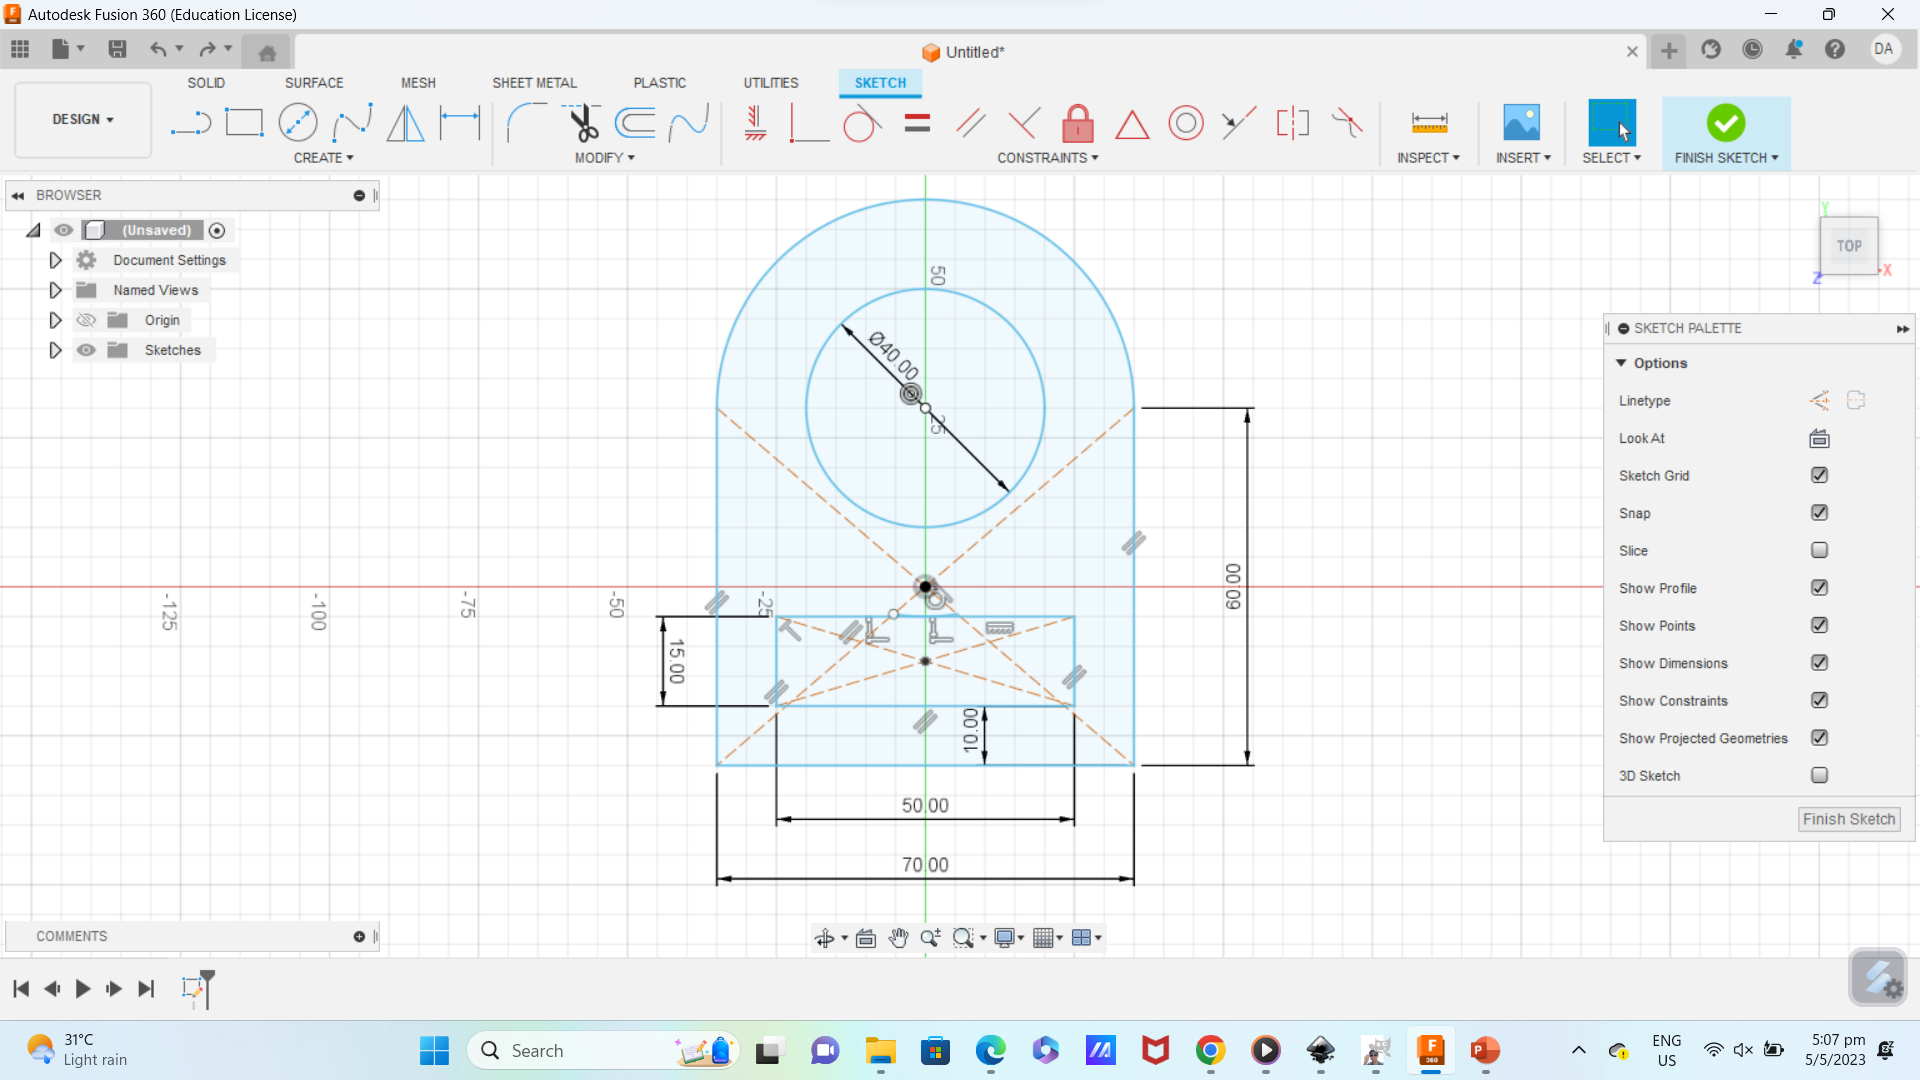 Autodesk Fusion 360 (Education License)
Untitled*
DA
SOLID SURFACE MESH SHEET METAL PLASTIC UTILITIES SKETCH
DESIGN
CREATE MODIFY CONSTRAINTS INSPECT INSERT SELECT FINISH SKETCH
BROWSER
(Unsaved)
Document Settings
Named Views
Origin
Sketches
TOP
Y
X
Z
50
Ø40.00
25
-125
-100
-75
-50
-25
60.00
15.00
10.00
50.00
70.00
SKETCH PALETTE
Options
Linetype
Look At
Sketch Grid
Snap
Slice
Show Profile
Show Points
Show Dimensions
Show Constraints
Show Projected Geometries
3D Sketch
Finish Sketch
COMMENTS
31°C
Light rain
Search
ENG
US
5:07 pm
5/5/2023